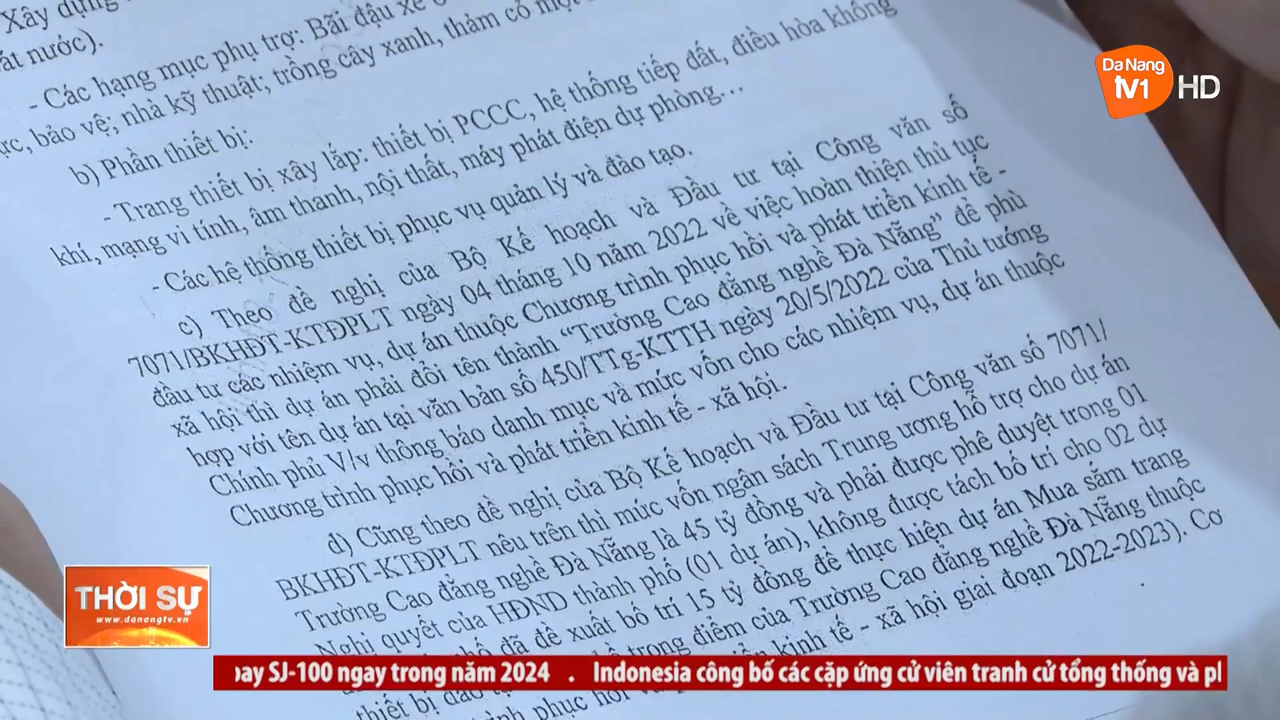 Xây dựng
át nước).
- Các hạng mục phụ trợ: Bãi đậu xe
ực, bảo vệ; nhà kỹ thuật; trồng cây xanh, thảm cỏ một
b) Phần thiết bị:
- Trang thiết bị xây lắp: thiết bị PCCC, hệ thống tiếp đất, điều hòa không
khí, mạng vi tính, âm thanh, nội thất, máy phát điện dự phòng...
- Các hệ thống thiết bị phục vụ quản lý và đào tạo.
c) Theo đề nghị của Bộ Kế hoạch và Đầu tư tại Công văn số
7071/BKHĐT-KTĐPLT ngày 04 tháng 10 năm 2022 về việc hoàn thiện thủ tục
đầu tư các nhiệm vụ, dự án thuộc Chương trình phục hồi và phát triển kinh tế -
xã hội thì dự án phải đổi tên thành “Trường Cao đẳng nghề Đà Nẵng” để phù
hợp với tên dự án tại văn bản số 450/TTg-KTTH ngày 20/5/2022 của Thủ tướng
Chính phủ V/v thông báo danh mục và mức vốn cho các nhiệm vụ, dự án thuộc
Chương trình phục hồi và phát triển kinh tế - xã hội.
d) Cũng theo đề nghị của Bộ Kế hoạch và Đầu tư tại Công văn số 7071/
BKHĐT-KTĐPLT nêu trên thì mức vốn ngân sách Trung ương hỗ trợ cho dự án
Trường Cao đẳng nghề Đà Nẵng là 45 tỷ đồng và phải được phê duyệt trong 01
Nghị quyết của HĐND thành phố (01 dự án), không được tách bố trí cho 02 dự
phố đã đề xuất bố trí 15 tỷ đồng để thực hiện dự án Mua sắm trang
thiết bị đào trọng điểm của Trường Cao đẳng nghề Đà Nẵng thuộc
trình phục hồi kinh tế - xã hội giai đoạn 2022-2023). Cơ
Da Nang
TV1 HD
THỜI SỰ
www.danangtv.vn
bay SJ-100 ngay trong năm 2024 . Indonesia công bố các cặp ứng cử viên tranh cử tổng thống và pl